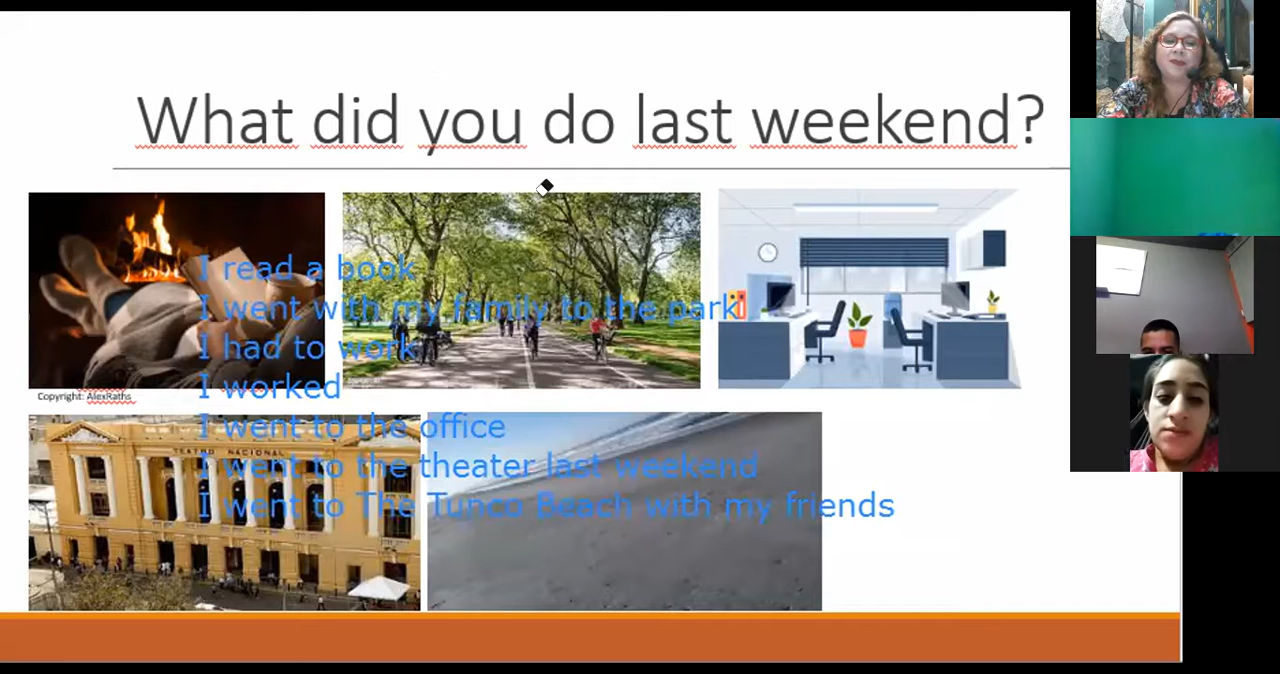 What did you do last weekend?
I read a book
I went with my family to the park
I had to work
I worked
Copyright: AlexRaths
I went to the office
TEATRO NACIONAL
I went to the theater last weekend
I went to The Tunco Beach with my friends